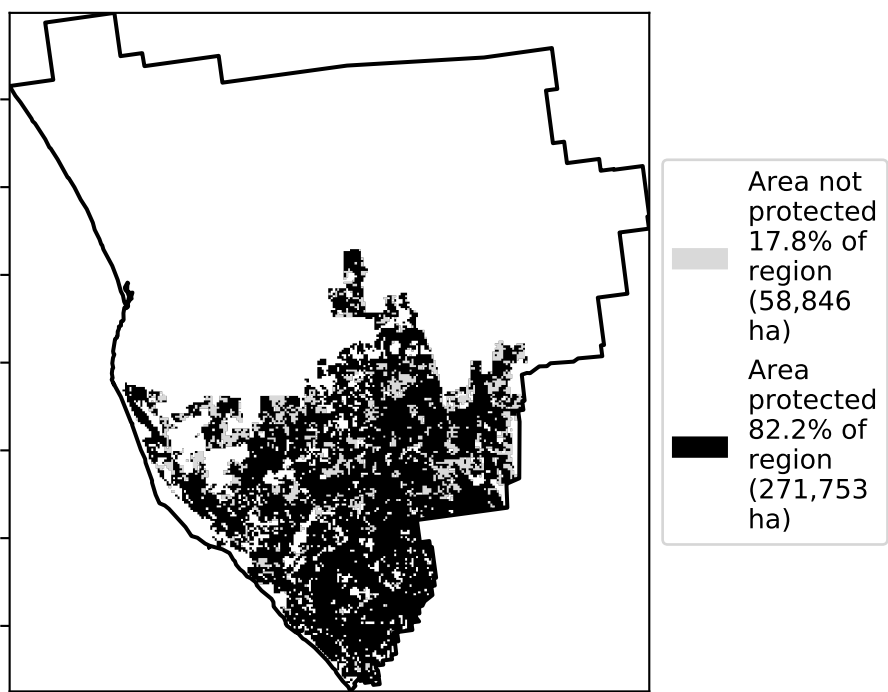 Area not
protected
17.8% of
region
(58,846
ha)
Area
protected
82.2% of
region
(271,753
ha)